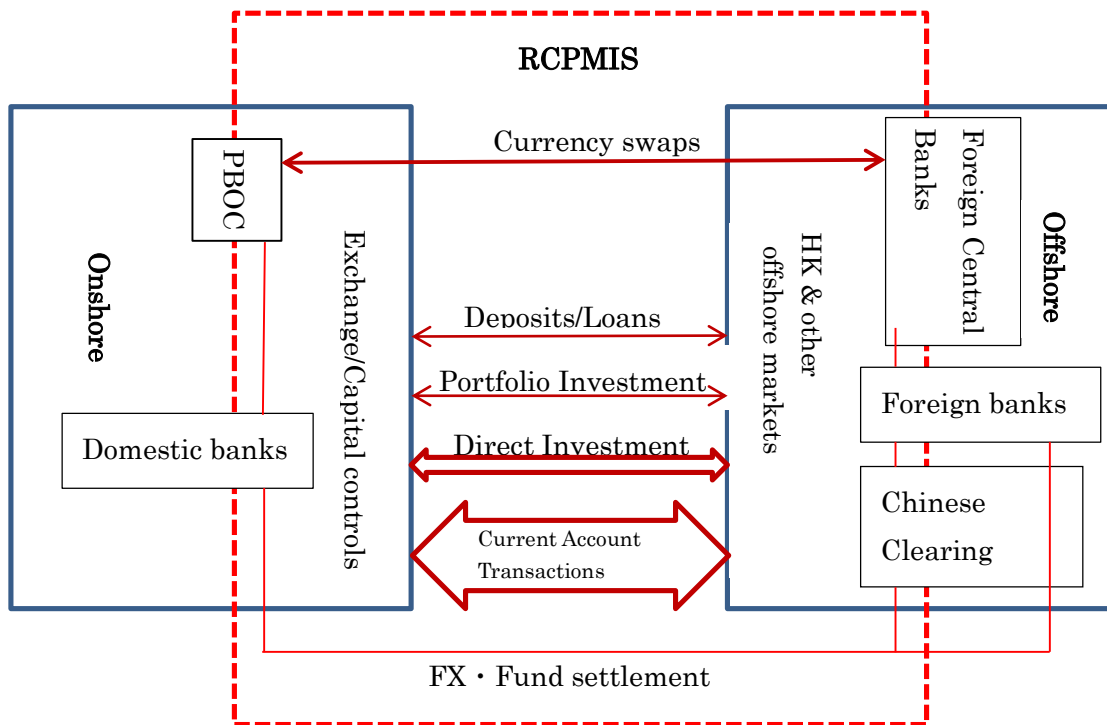 RCPMIS
Currency swaps
PBOC
Foreign Central
Banks
Onshore
Exchange/Capital controls
HK & other
offshore markets
Offshore
Deposits/Loans
Portfolio Investment
Direct Investment
Current Account
Transactions
Domestic banks
Foreign banks
Chinese
Clearing
FX・Fund settlement